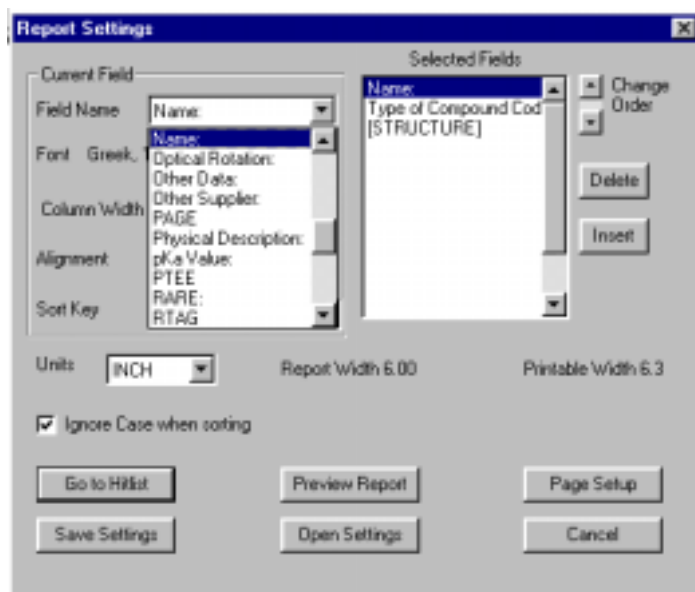 Report Settings
Current Field
Field Name
Name:
Name:
Optical Rotation:
Other Data:
Other Supplier:
PAGE
Physical Description:
pKa Value:
PTEE
RARE:
RTAG
Font Greek,
Column Width
Alignment
Sort Key
Selected Fields
Name:
Type of Compound Cod
[STRUCTURE]
Change
Order
Delete
Insert
Units
INCH
Report Width 6.00
Printable Width 6.3
Ignore Case when sorting
Go to Hitlist
Preview Report
Page Setup
Save Settings
Open Settings
Cancel